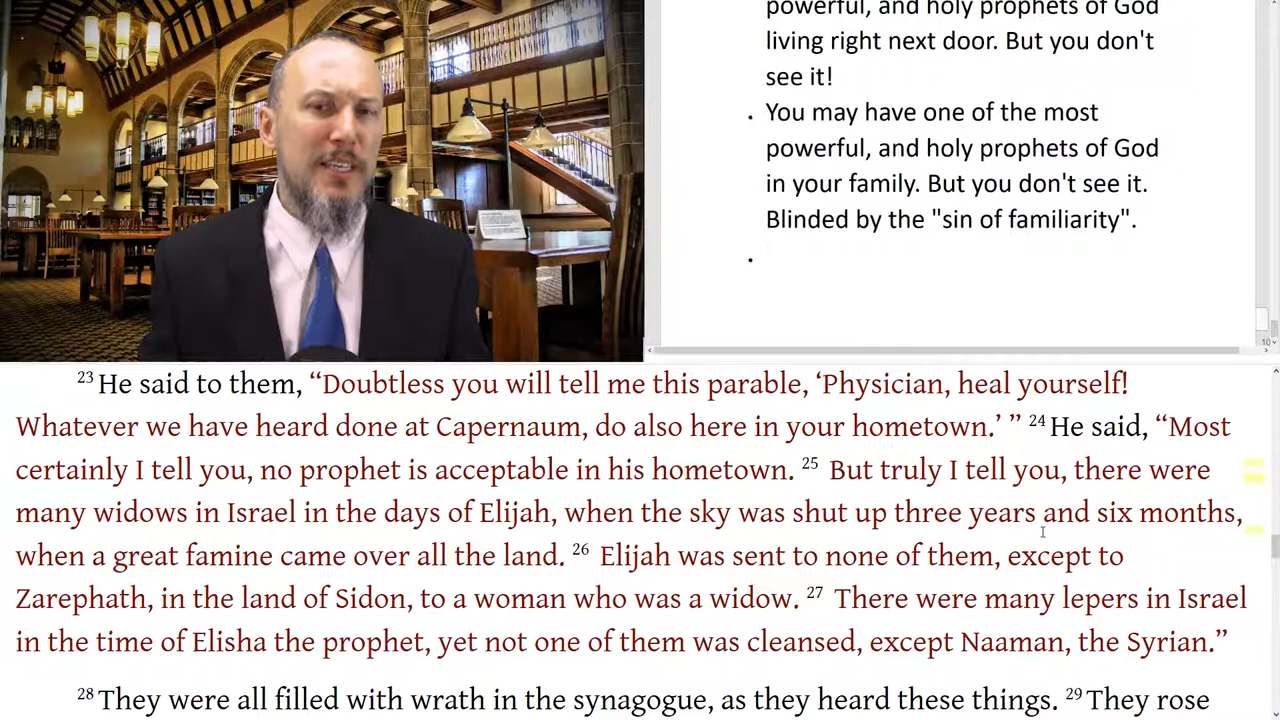 powerful, and holy prophets of God
living right next door. But you don't
see it!
• You may have one of the most
powerful, and holy prophets of God
in your family. But you don't see it.
Blinded by the "sin of familiarity".
•
10
23 He said to them, “Doubtless you will tell me this parable, ‘Physician, heal yourself!
Whatever we have heard done at Capernaum, do also here in your hometown.’ ” 24 He said, “Most
certainly I tell you, no prophet is acceptable in his hometown. 25 But truly I tell you, there were
many widows in Israel in the days of Elijah, when the sky was shut up three years and six months,
when a great famine came over all the land. 26 Elijah was sent to none of them, except to
Zarephath, in the land of Sidon, to a woman who was a widow. 27 There were many lepers in Israel
in the time of Elisha the prophet, yet not one of them was cleansed, except Naaman, the Syrian.”
28 They were all filled with wrath in the synagogue, as they heard these things. 29 They rose